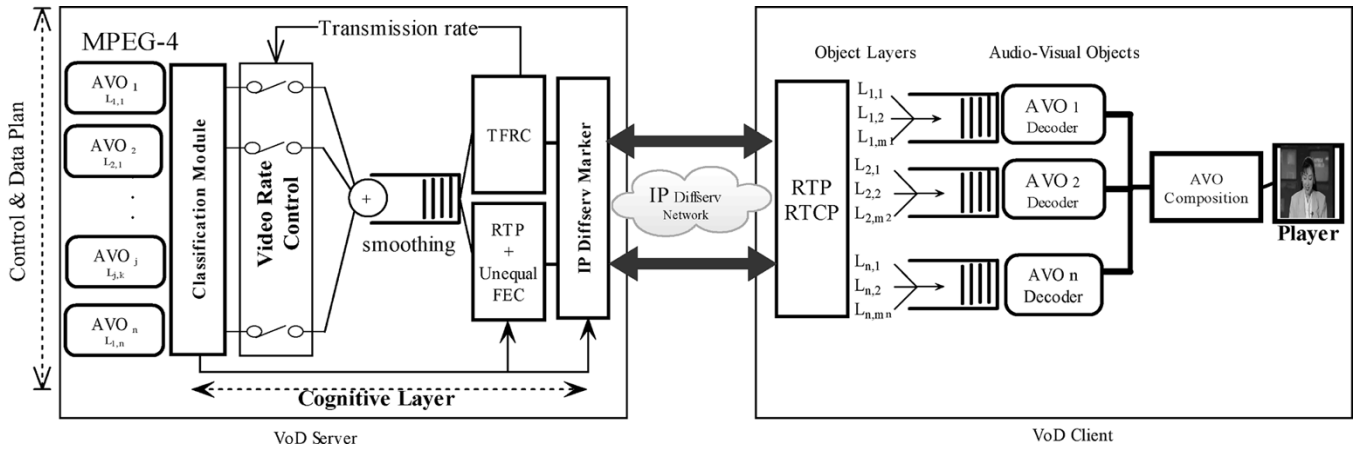 Control & Data Plan
MPEG-4
AVO 1
L1,1
AVO 2
L2,1
AVO j
Lj,k
AVO n
L1,n
Classification Module
Video Rate
Control
Transmission rate
+
smoothing
TFRC
RTP
+
Unequal
FEC
IP Diffserv Marker
Cognitive Layer
VoD Server
IP Diffserv
Network
RTP
RTCP
Object Layers
L1,1
L1,2
L1,m1
L2,1
L2,2
L2,m2
Ln,1
Ln,2
Ln,mn
Audio-Visual Objects
AVO 1
Decoder
AVO 2
Decoder
AVO n
Decoder
AVO
Composition
Player
VoD Client